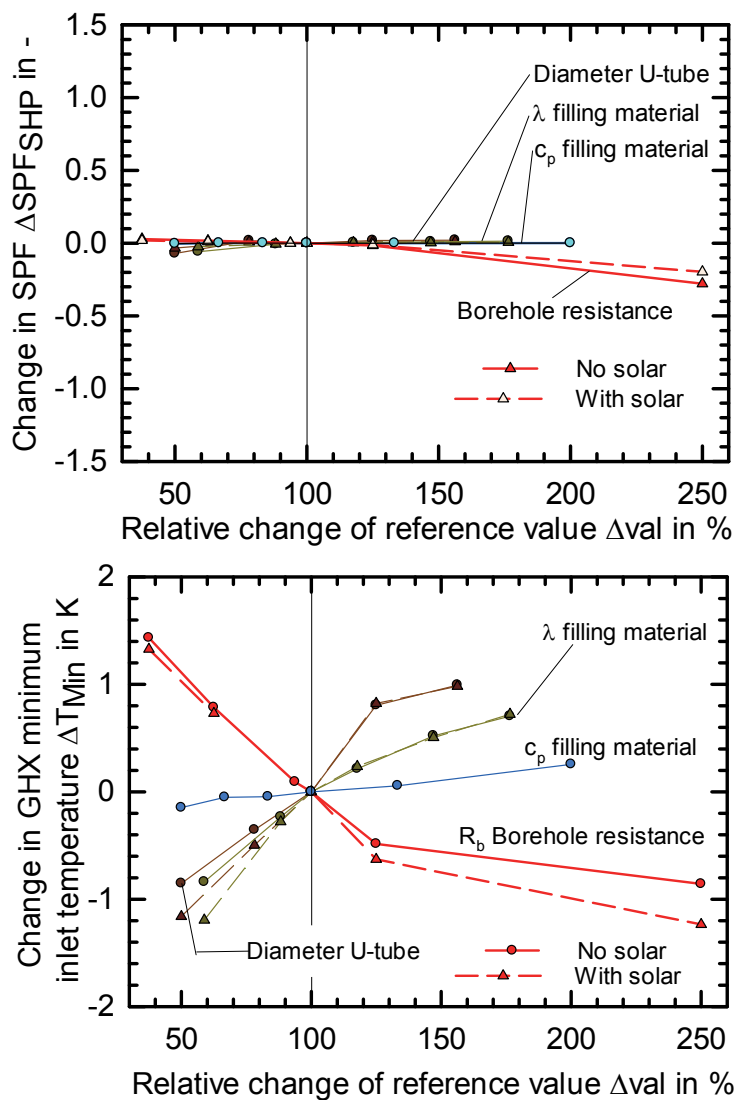 1.5
1.0
0.5
0.0
-0.5
-1.0
-1.5
Change in SPF ΔSPFSHP in -
Diameter U-tube
λ filling material
cp filling material
Borehole resistance
No solar
With solar
50 100 150 200 250
Relative change of reference value Δval in %
2
1
0
-1
-2
Change in GHX minimum
inlet temperature ΔTMin in K
λ filling material
cp filling material
Rb Borehole resistance
Diameter U-tube
No solar
With solar
50 100 150 200 250
Relative change of reference value Δval in %